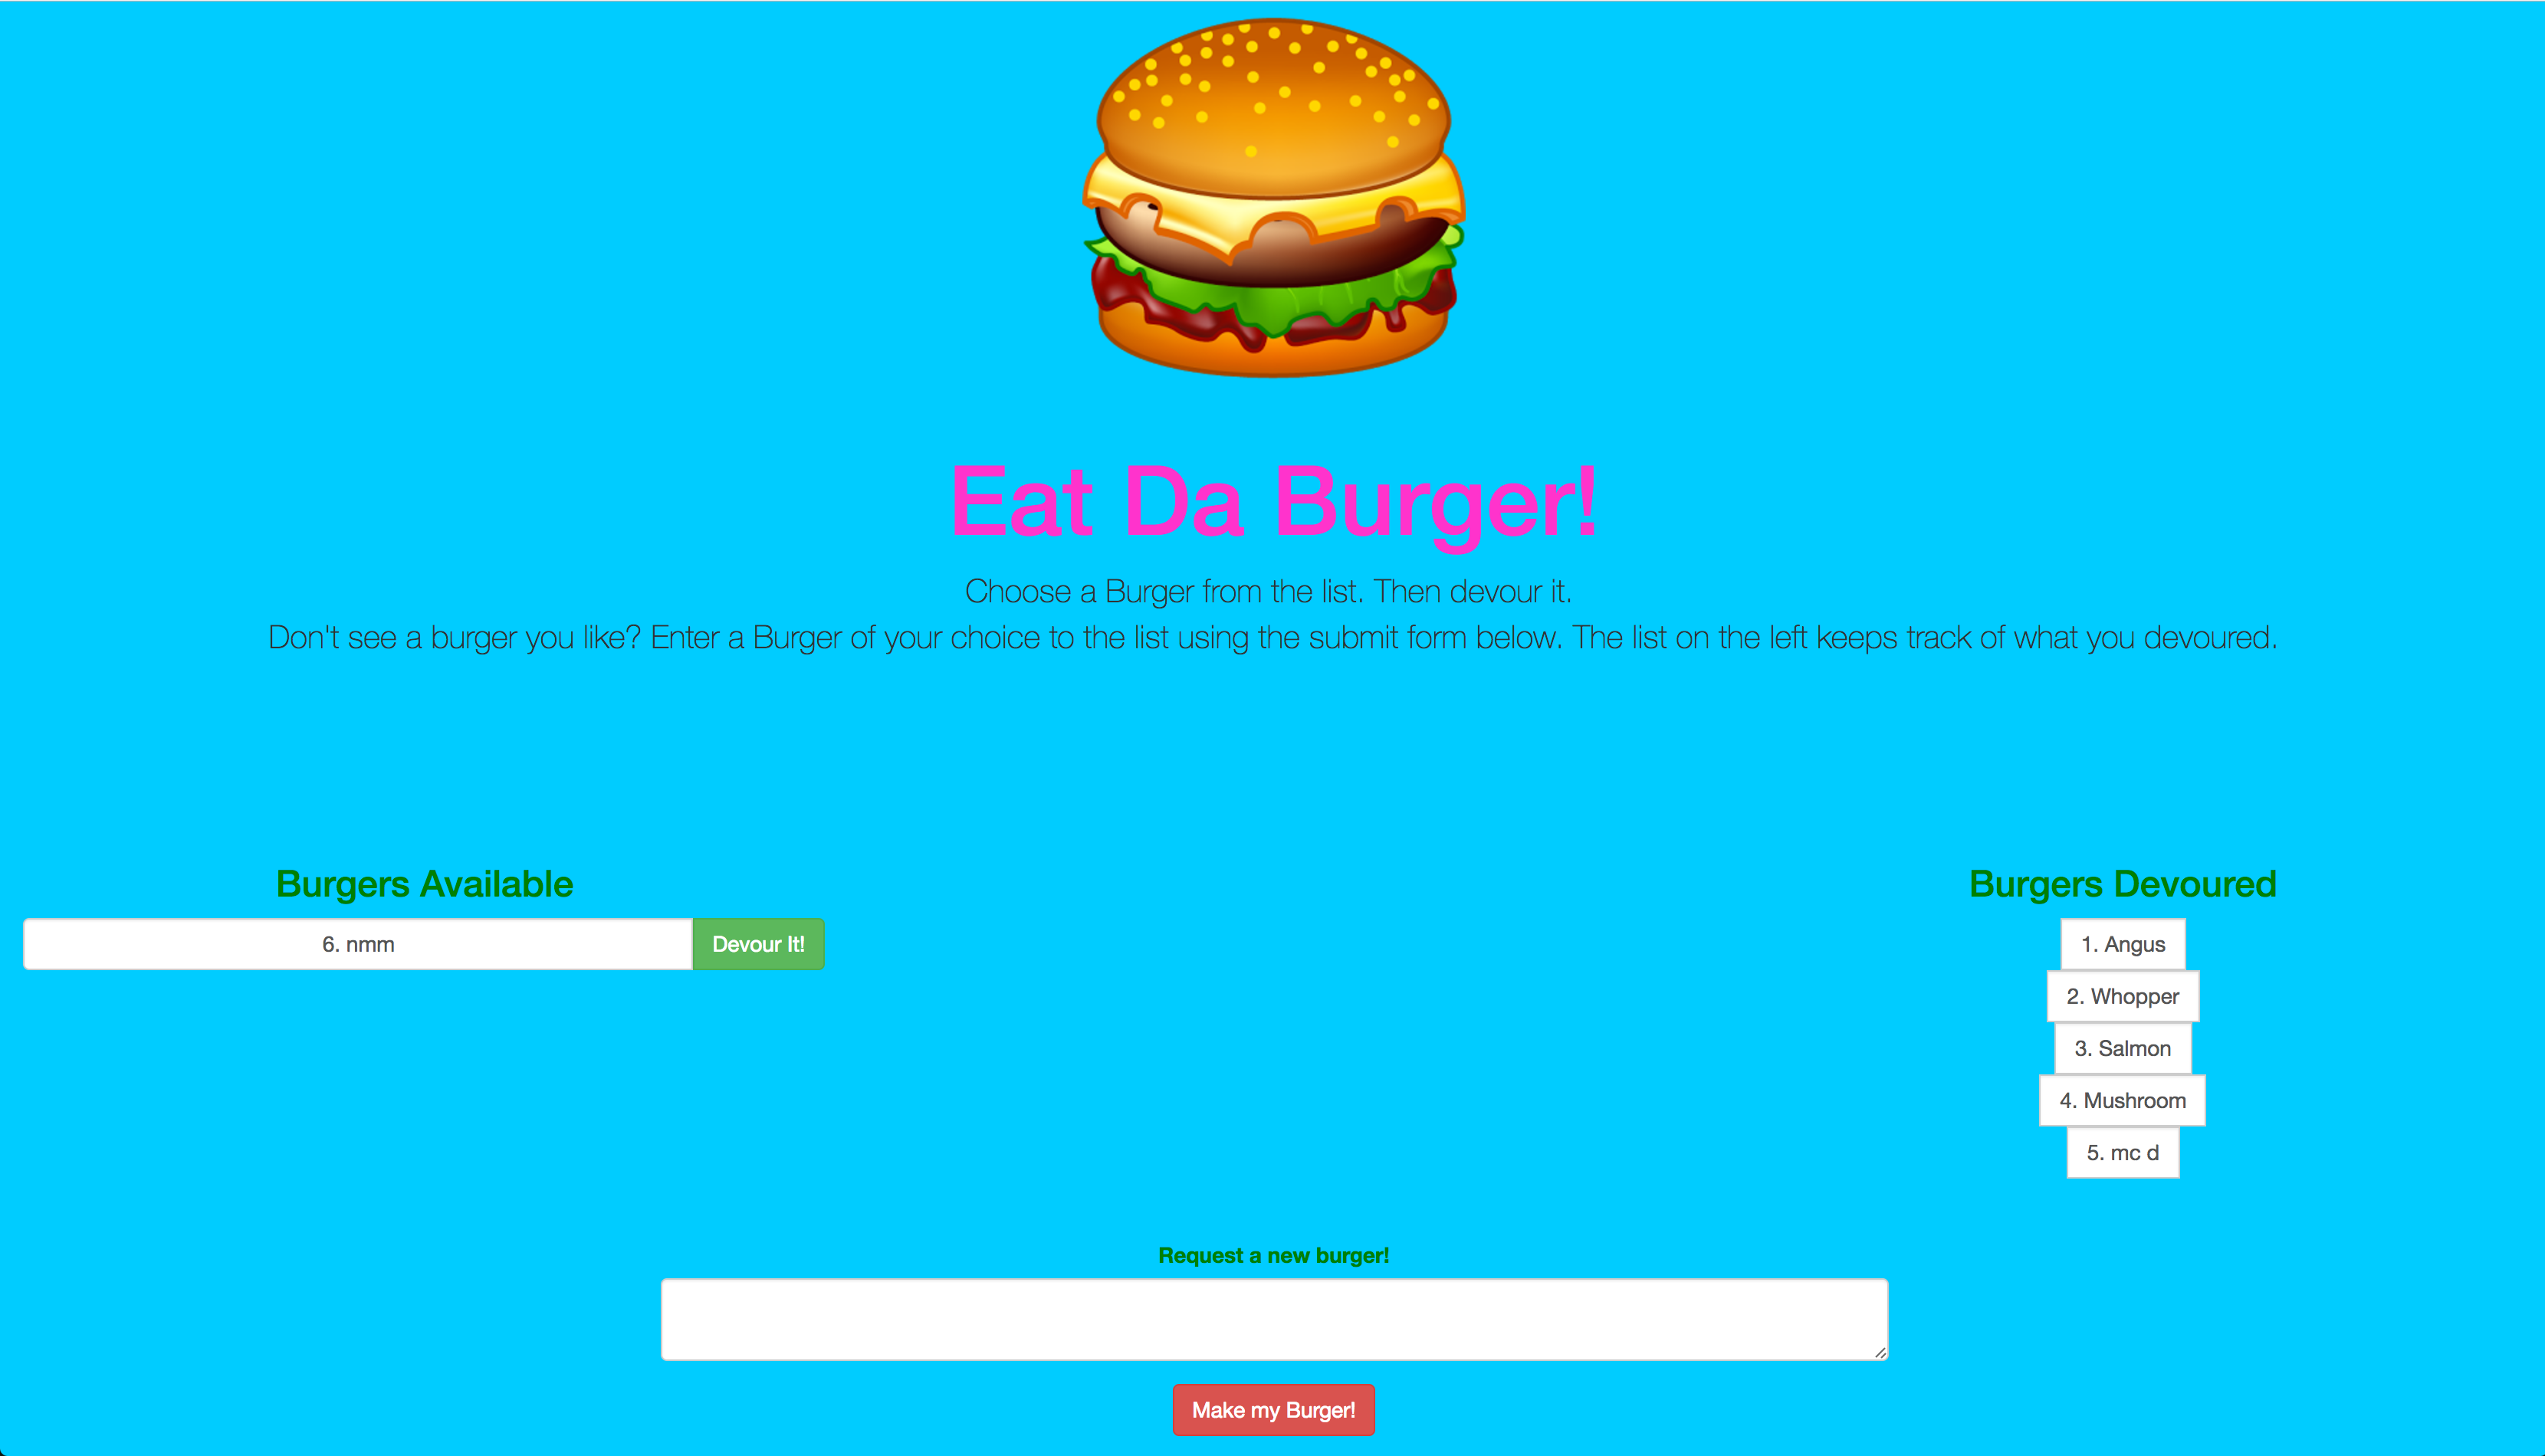 Eat Da Burger!
Choose a Burger from the list. Then devour it.
Don't see a burger you like? Enter a Burger of your choice to the list using the submit form below. The list on the left keeps track of what you devoured.
Burgers Available
6. nmm
Devour It!
Burgers Devoured
1. Angus
2. Whopper
3. Salmon
4. Mushroom
5. mc d
Request a new burger!
Make my Burger!